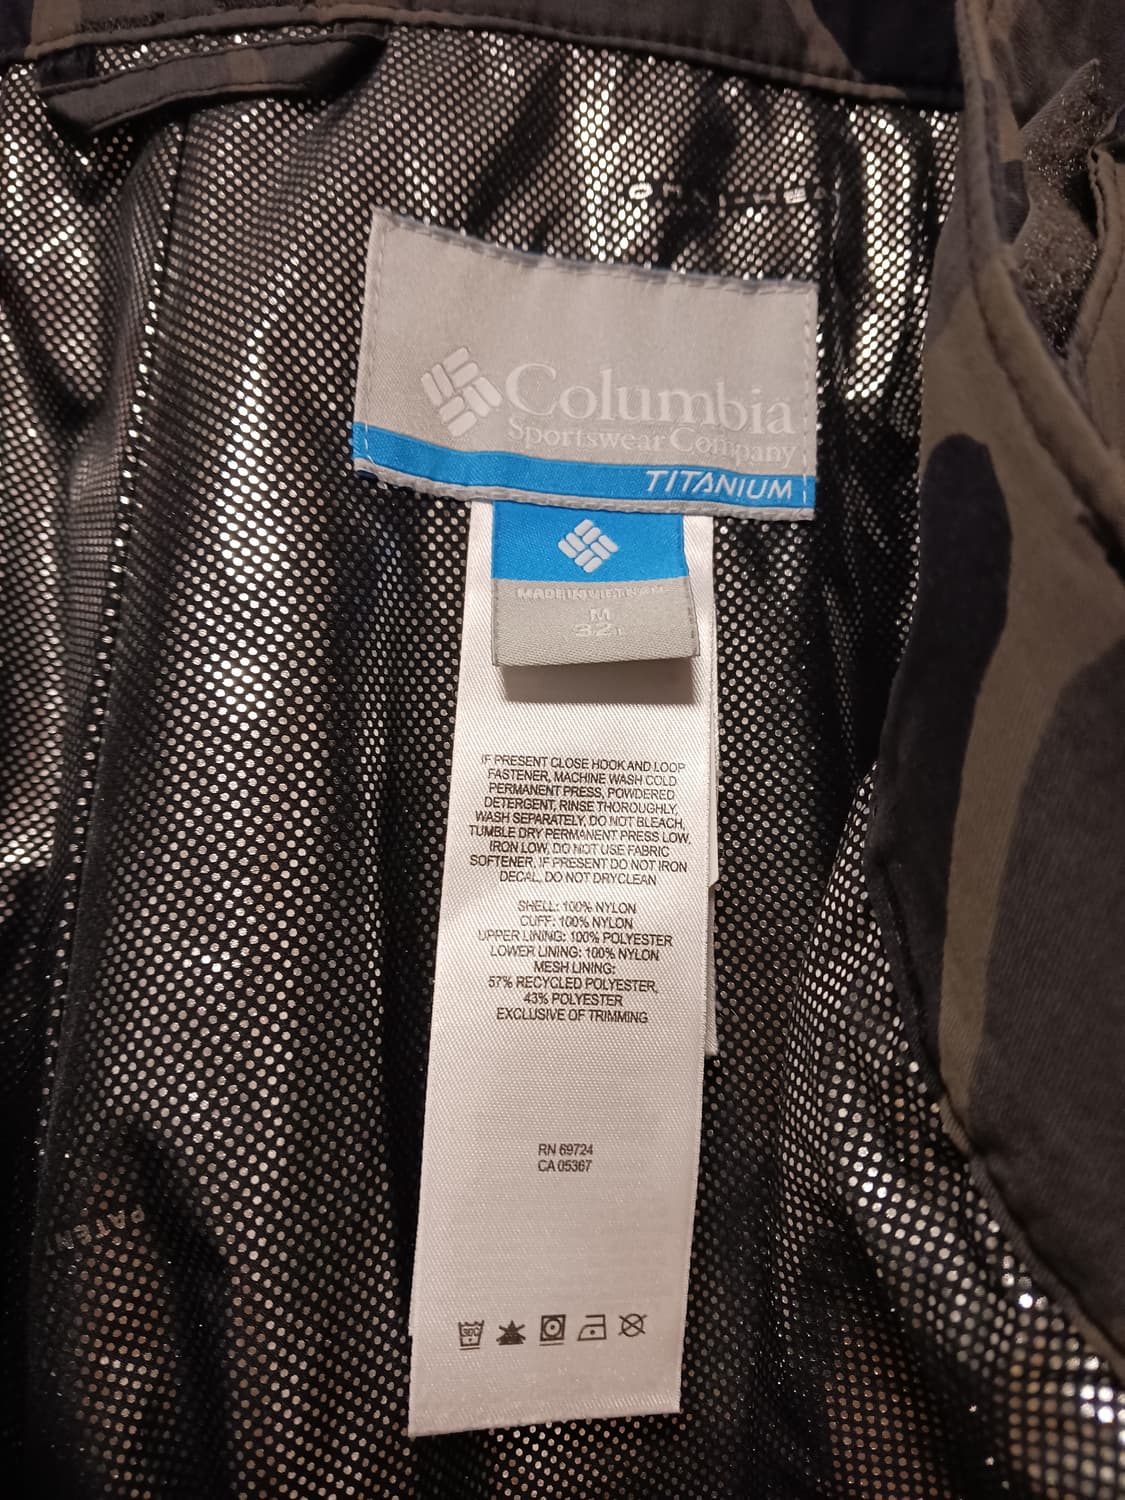 Columbia
Sportswear Company
TITANIUM
MADE IN VIETNAM
M
IF PRESENT CLOSE HOOK AND LOOP
FASTENER, MACHINE WASH COLD
PERMANENT PRESS, POWDERED
DETERGENT, RINSE THOROUGHLY,
WASH SEPARATELY, DO NOT BLEACH,
TUMBLE DRY PERMANENT PRESS LOW,
IRON LOW, DO NOT USE FABRIC
SOFTENER, IF PRESENT DO NOT IRON
DECAL, DO NOT DRYCLEAN
SHELL: 100% NYLON
CUFF: 100% NYLON
UPPER LINING: 100% POLYESTER
LOWER LINING: 100% NYLON
MESH LINING:
57% RECYCLED POLYESTER,
43% POLYESTER
EXCLUSIVE OF TRIMMING
RN 69724
CA 05367
PATEN